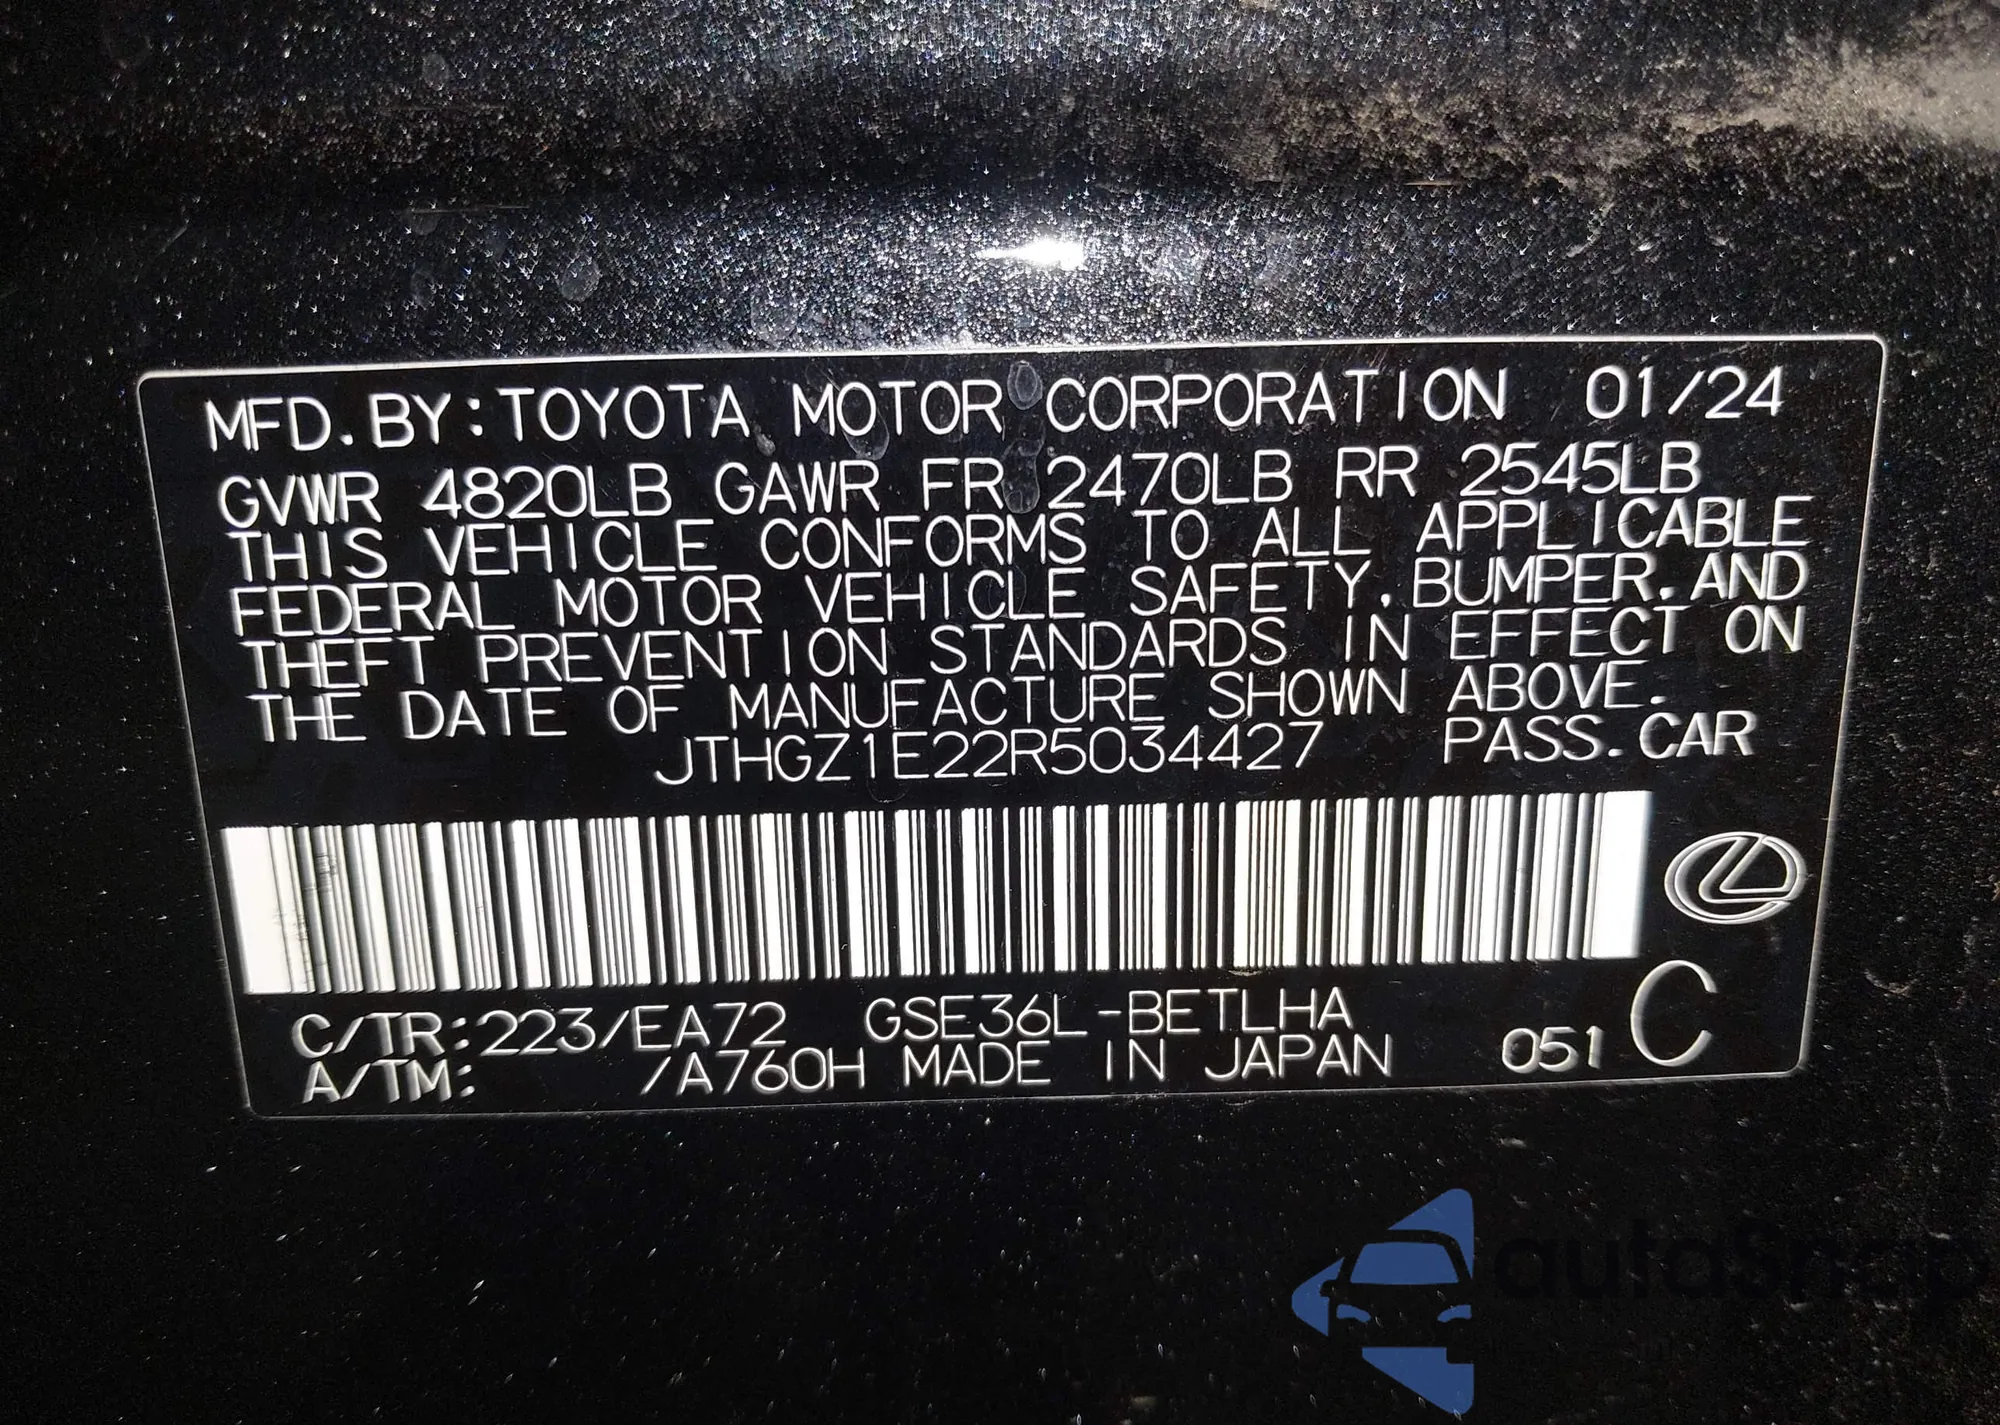 MFD. BY: TOYOTA MOTOR CORPORATION 01/24
GVWR 4820LB GAWR FR 2470LB RR 2545LB
THIS VEHICLE CONFORMS TO ALL APPLICABLE
FEDERAL MOTOR VEHICLE SAFETY, BUMPER, AND
THEFT PREVENTION STANDARDS IN EFFECT ON
THE DATE OF MANUFACTURE SHOWN ABOVE.
JTHGZ1E22R5034427 PASS. CAR
C/TR:223/EA72 GSE36L-BETLHA
A/TM: /A760H MADE IN JAPAN 051 C
autoSnap